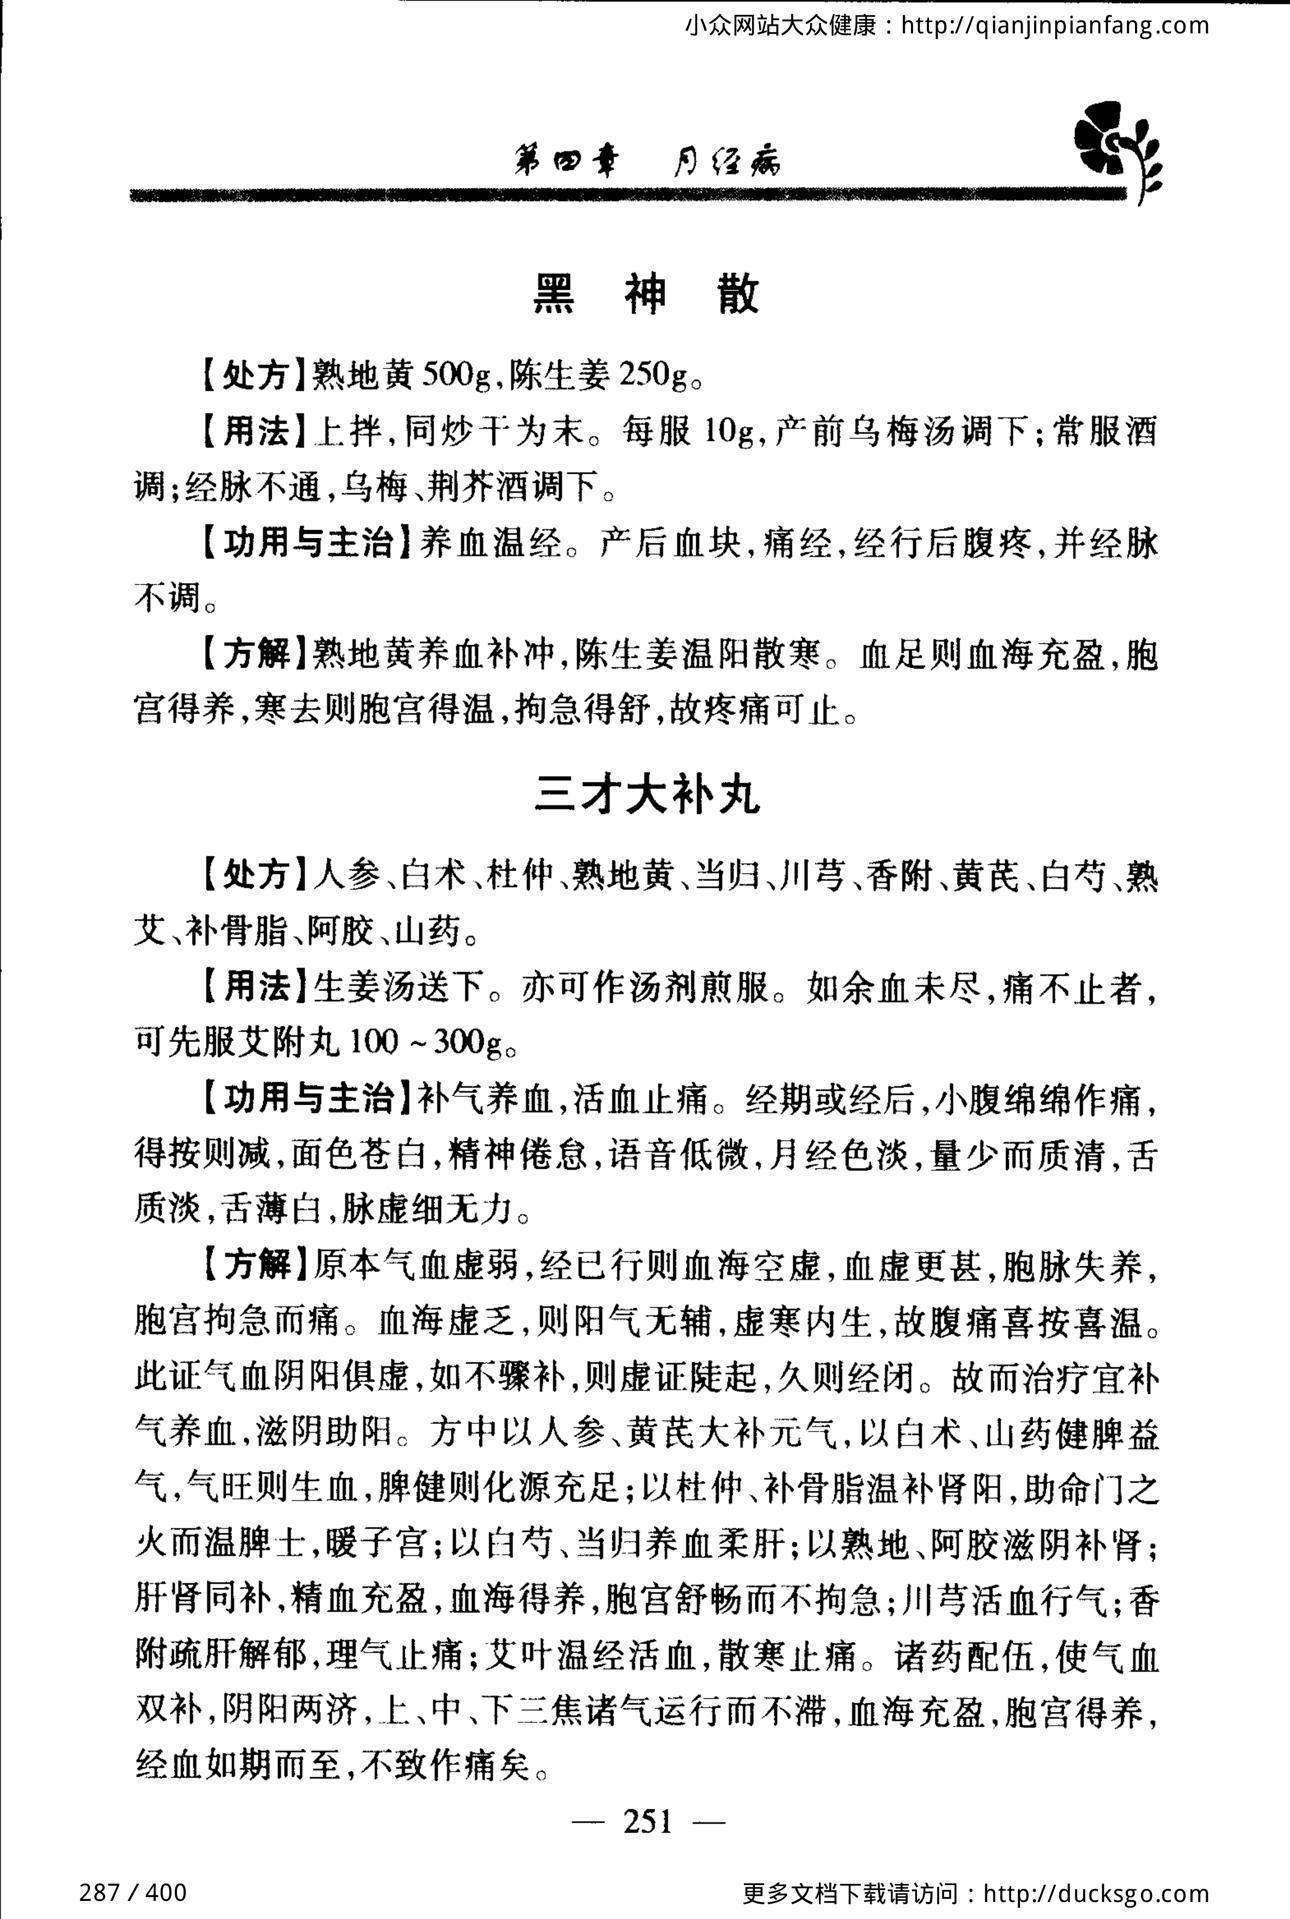 小众网站大众健康：http://qianjinpianfang.com
第四章 月经病
黑神散
【处方】熟地黄500g，陈生姜250g。
【用法】上拌，同炒干为末。每服10g，产前乌梅汤调下；常服酒
调；经脉不通，乌梅、荆芥酒调下。
【功用与主治】养血温经。产后血块，痛经，经行后腹疼，并经脉
不调。
【方解】熟地黄养血补冲，陈生姜温阳散寒。血足则血海充盈，胞
宫得养，寒去则胞宫得温，拘急得舒，故疼痛可止。
三才大补丸
【处方】人参、白术、杜仲、熟地黄、当归、川芎、香附、黄芪、白芍、熟
艾、补骨脂、阿胶、山药。
【用法】生姜汤送下。亦可作汤剂煎服。如余血未尽，痛不止者，
可先服艾附丸100～300g。
【功用与主治】补气养血，活血止痛。经期或经后，小腹绵绵作痛，
得按则减，面色苍白，精神倦怠，语音低微，月经色淡，量少而质清，舌
质淡，舌薄白，脉虚细无力。
【方解】原本气血虚弱，经已行则血海空虚，血虚更甚，胞脉失养，
胞宫拘急而痛。血海虚乏，则阳气无辅，虚寒内生，故腹痛喜按喜温。
此证气血阴阳俱虚，如不骤补，则虚证陡起，久则经闭。故而治疗宜补
气养血，滋阴助阳。方中以人参、黄芪大补元气，以白术、山药健脾益
气，气旺则生血，脾健则化源充足；以杜仲、补骨脂温补肾阳，助命门之
火而温脾士，暖子宫；以白芍、当归养血柔肝；以熟地、阿胶滋阴补肾；
肝肾同补，精血充盈，血海得养，胞宫舒畅而不拘急；川芎活血行气；香
附疏肝解郁，理气止痛；艾叶温经活血，散寒止痛。诸药配伍，使气血
双补，阴阳两济，上、中、下三焦诸气运行而不滞，血海充盈，胞宫得养，
经血如期而至，不致作痛矣。
— 251 —
287 / 400
更多文档下载请访问：http://ducksgo.com